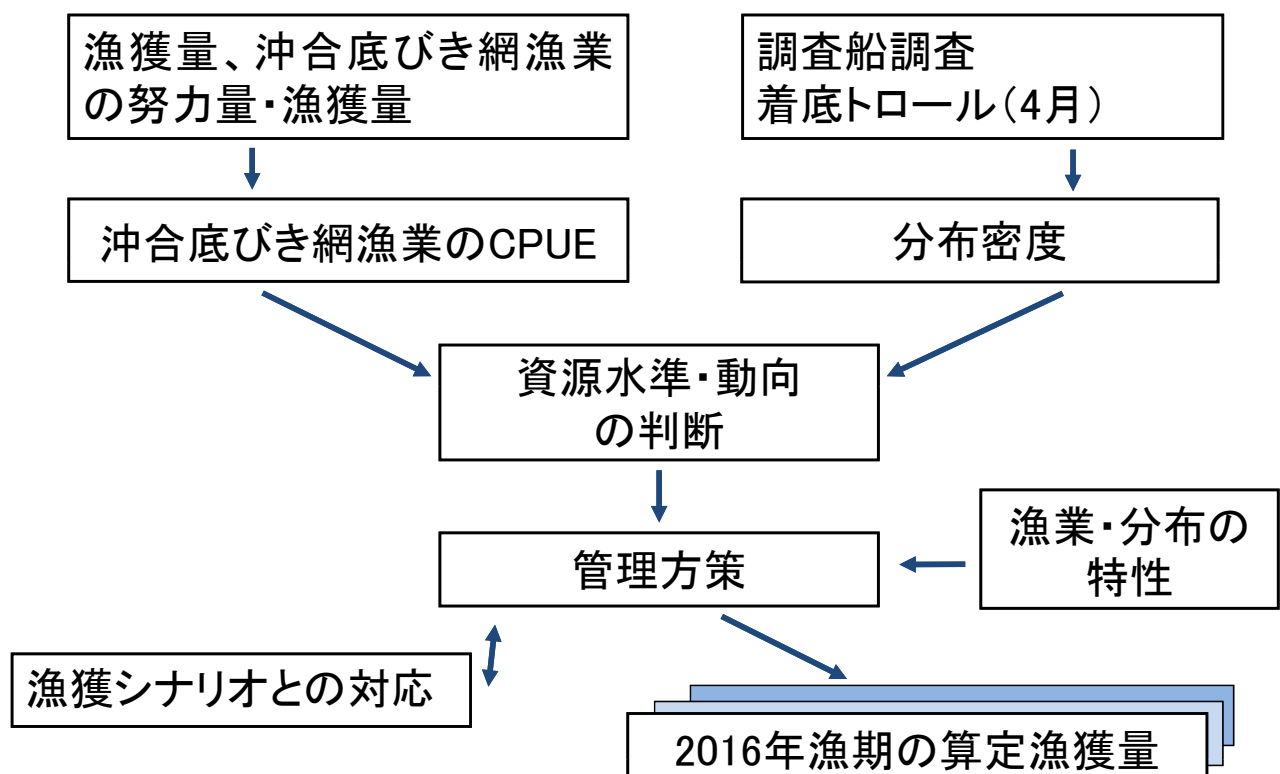 漁獲量、沖合底びき網漁業
の努力量・漁獲量
調査船調査
着底トロール（4月）
沖合底びき網漁業のCPUE
分布密度
資源水準・動向
の判断
管理方策
漁業・分布の
特性
漁獲シナリオとの対応
2016年漁期の算定漁獲量